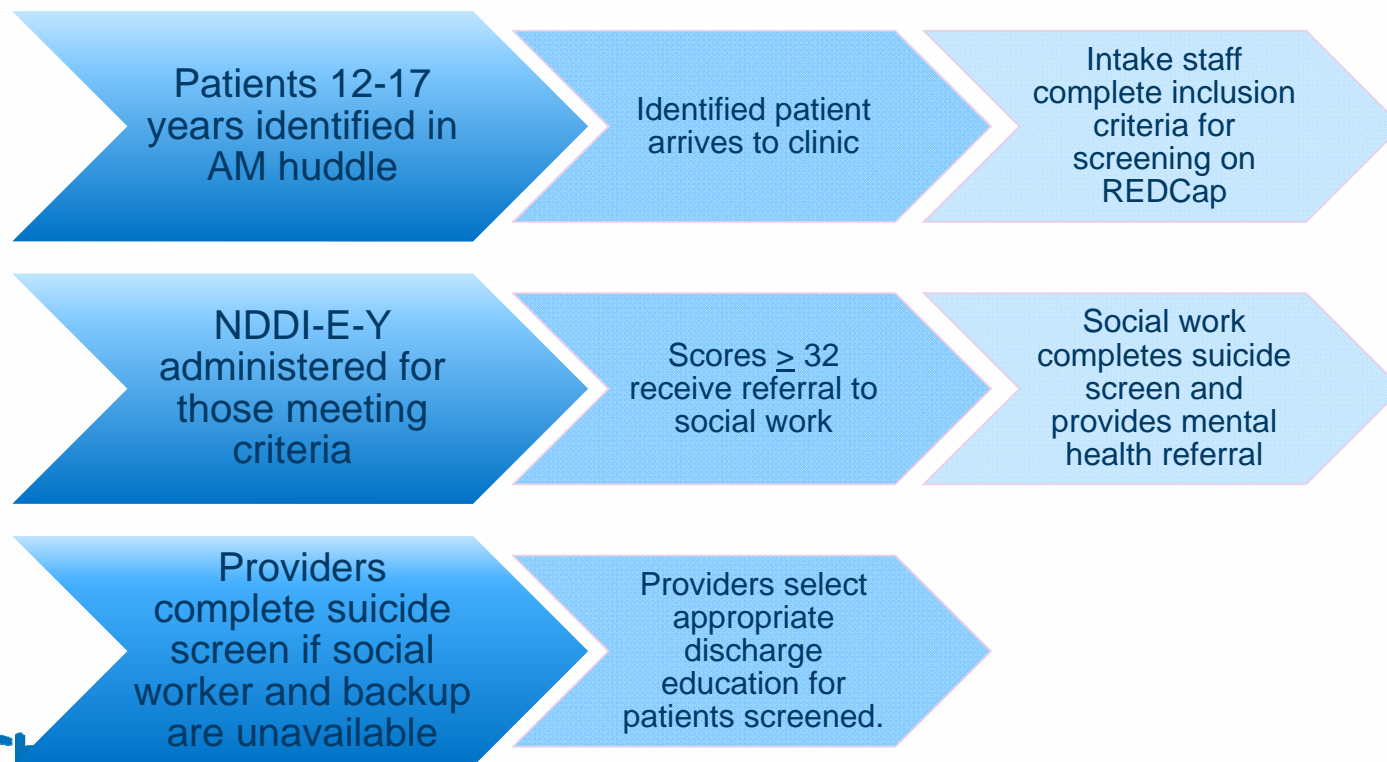 Patients 12-17
years identified in
AM huddle
Identified patient
arrives to clinic
Intake staff
complete inclusion
criteria for
screening on
REDCap
NDDI-E-Y
administered for
those meeting
criteria
Scores ≥ 32
receive referral to
social work
Social work
completes suicide
screen and
provides mental
health referral
Providers
complete suicide
screen if social
worker and backup
are unavailable
Providers select
appropriate
discharge
education for
patients screened.